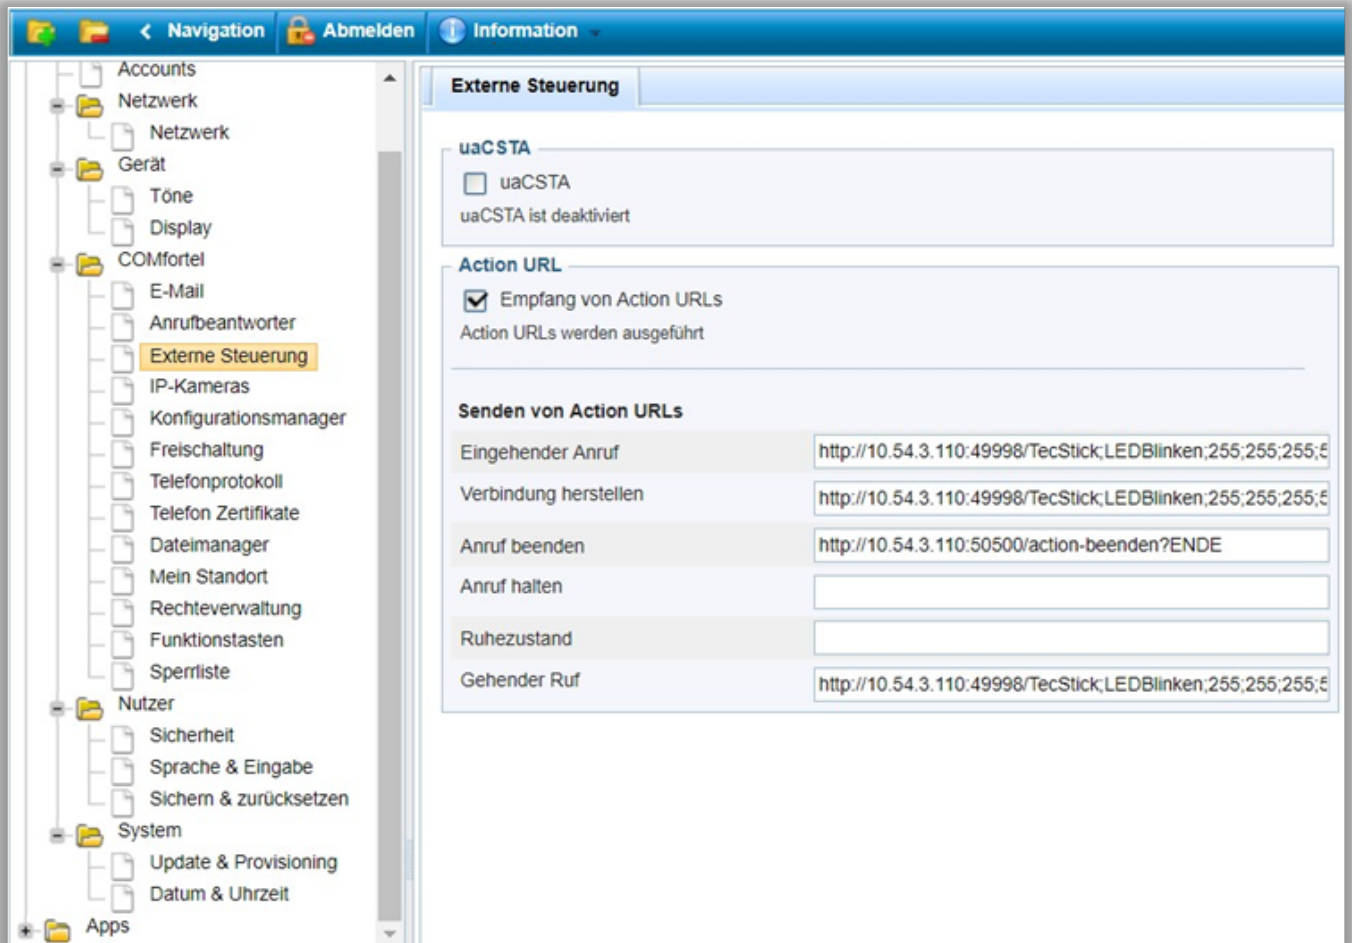 Navigation Abmelden Information
Accounts
Netzwerk
Netzwerk
Gerät
Töne
Display
COMfortel
E-Mail
Anrufbeantworter
Externe Steuerung
IP-Kameras
Konfigurationsmanager
Freischaltung
Telefonprotokoll
Telefon Zertifikate
Dateimanager
Mein Standort
Rechteverwaltung
Funktionstasten
Sperrliste
Nutzer
Sicherheit
Sprache & Eingabe
Sichern & zurücksetzen
System
Update & Provisioning
Datum & Uhrzeit
Apps
Externe Steuerung
uaCSTA
uaCSTA
uaCSTA ist deaktiviert
Action URL
Empfang von Action URLs
Action URLs werden ausgeführt
Senden von Action URLs
Eingehender Anruf http://10.54.3.110:49998/TecStick;LEDBlinken;255;255;255;5
Verbindung herstellen http://10.54.3.110:49998/TecStick;LEDBlinken;255;255;255;5
Anruf beenden http://10.54.3.110:50500/action-beenden?ENDE
Anruf halten
Ruhezustand
Gehender Ruf http://10.54.3.110:49998/TecStick;LEDBlinken;255;255;255;5